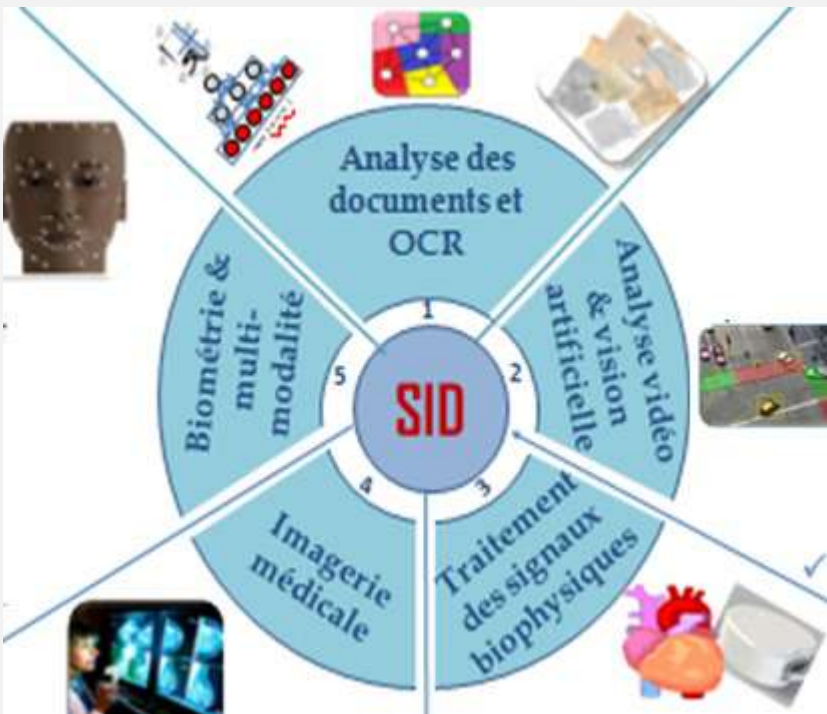 Analyse des
documents et
OCR
1
Analyse vidéo
& vision
artificielle
2
Traitement
des signaux
biophysiques
3
Imagerie
médicale
4
Biométrie &
multi-
modalité
5
SID